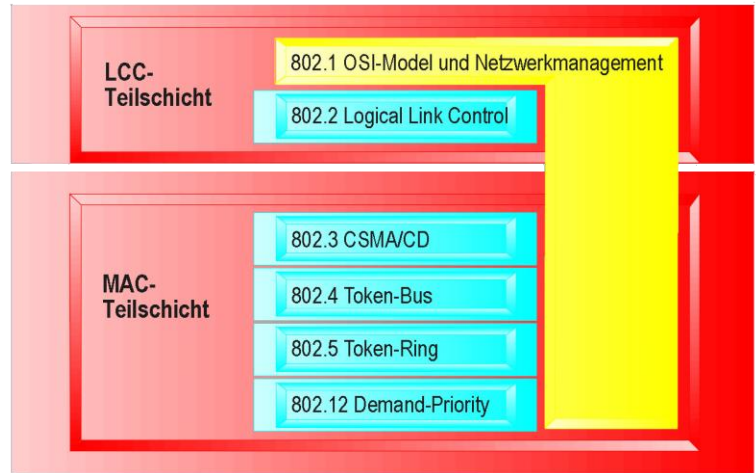 LCC-
Teilschicht
802.1 OSI-Model und Netzwerkmanagement
802.2 Logical Link Control
MAC-
Teilschicht
802.3 CSMA/CD
802.4 Token-Bus
802.5 Token-Ring
802.12 Demand-Priority